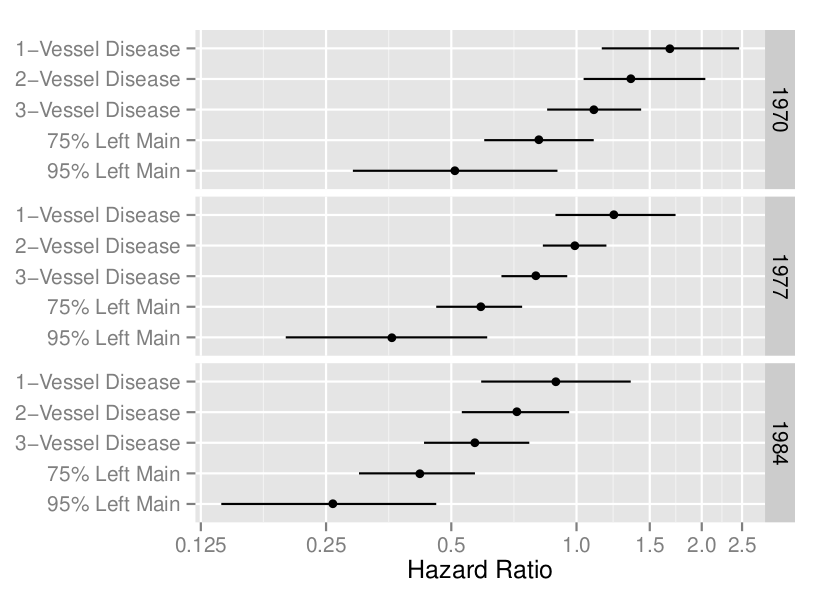 1−Vessel Disease
2−Vessel Disease
3−Vessel Disease
75% Left Main
95% Left Main
1970
1−Vessel Disease
2−Vessel Disease
3−Vessel Disease
75% Left Main
95% Left Main
1977
1−Vessel Disease
2−Vessel Disease
3−Vessel Disease
75% Left Main
95% Left Main
1984
0.125 0.25 0.5 1.0 1.5 2.0 2.5
Hazard Ratio